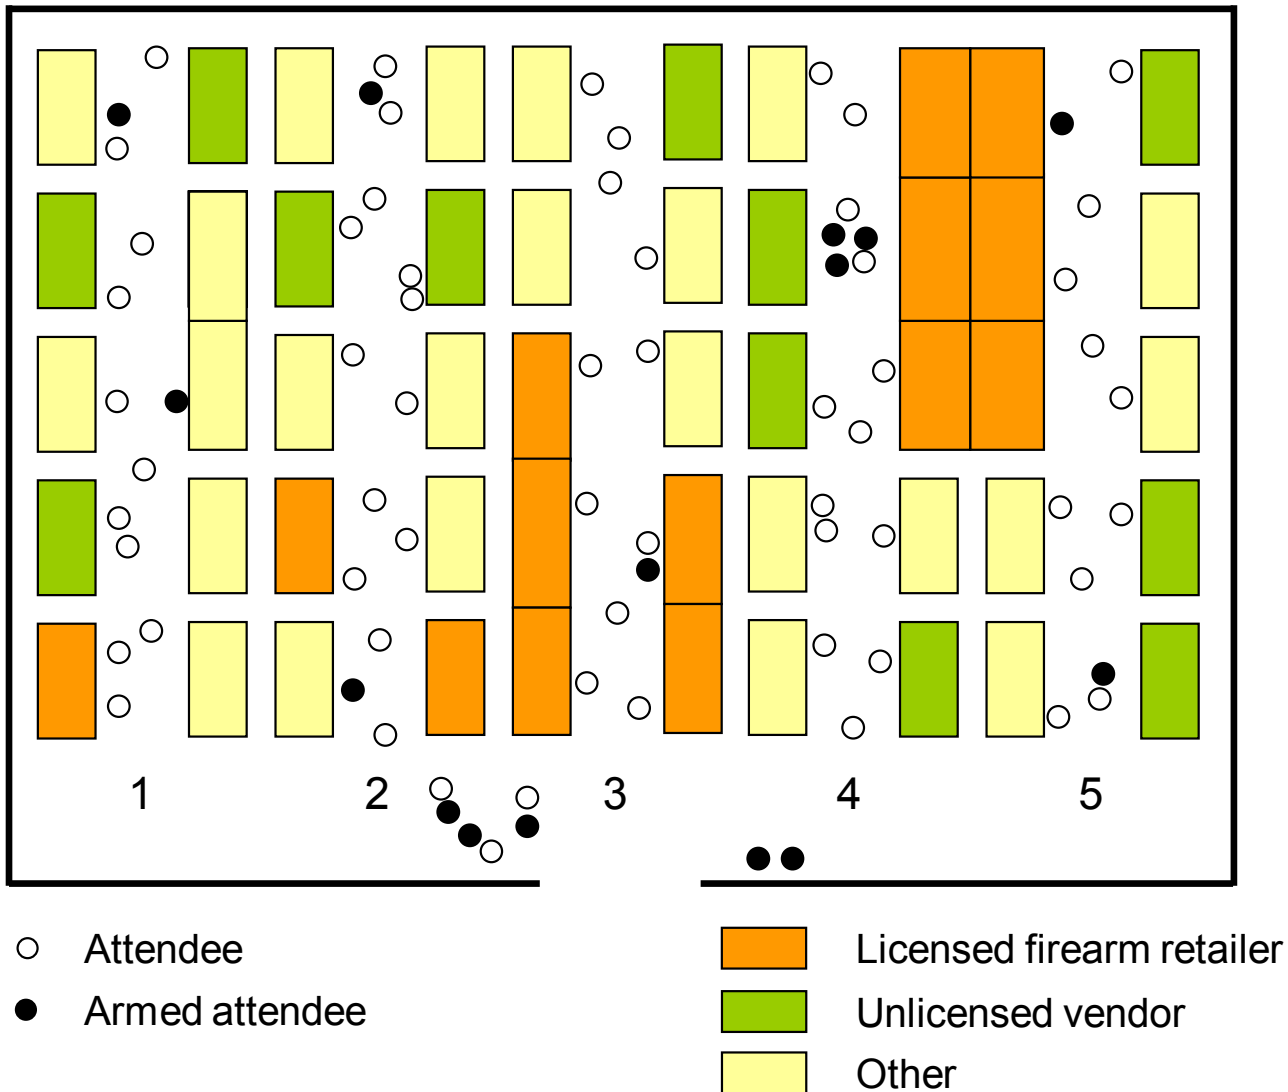 1 2 3 4 5
Attendee
Armed attendee
Licensed firearm retailer
Unlicensed vendor
Other